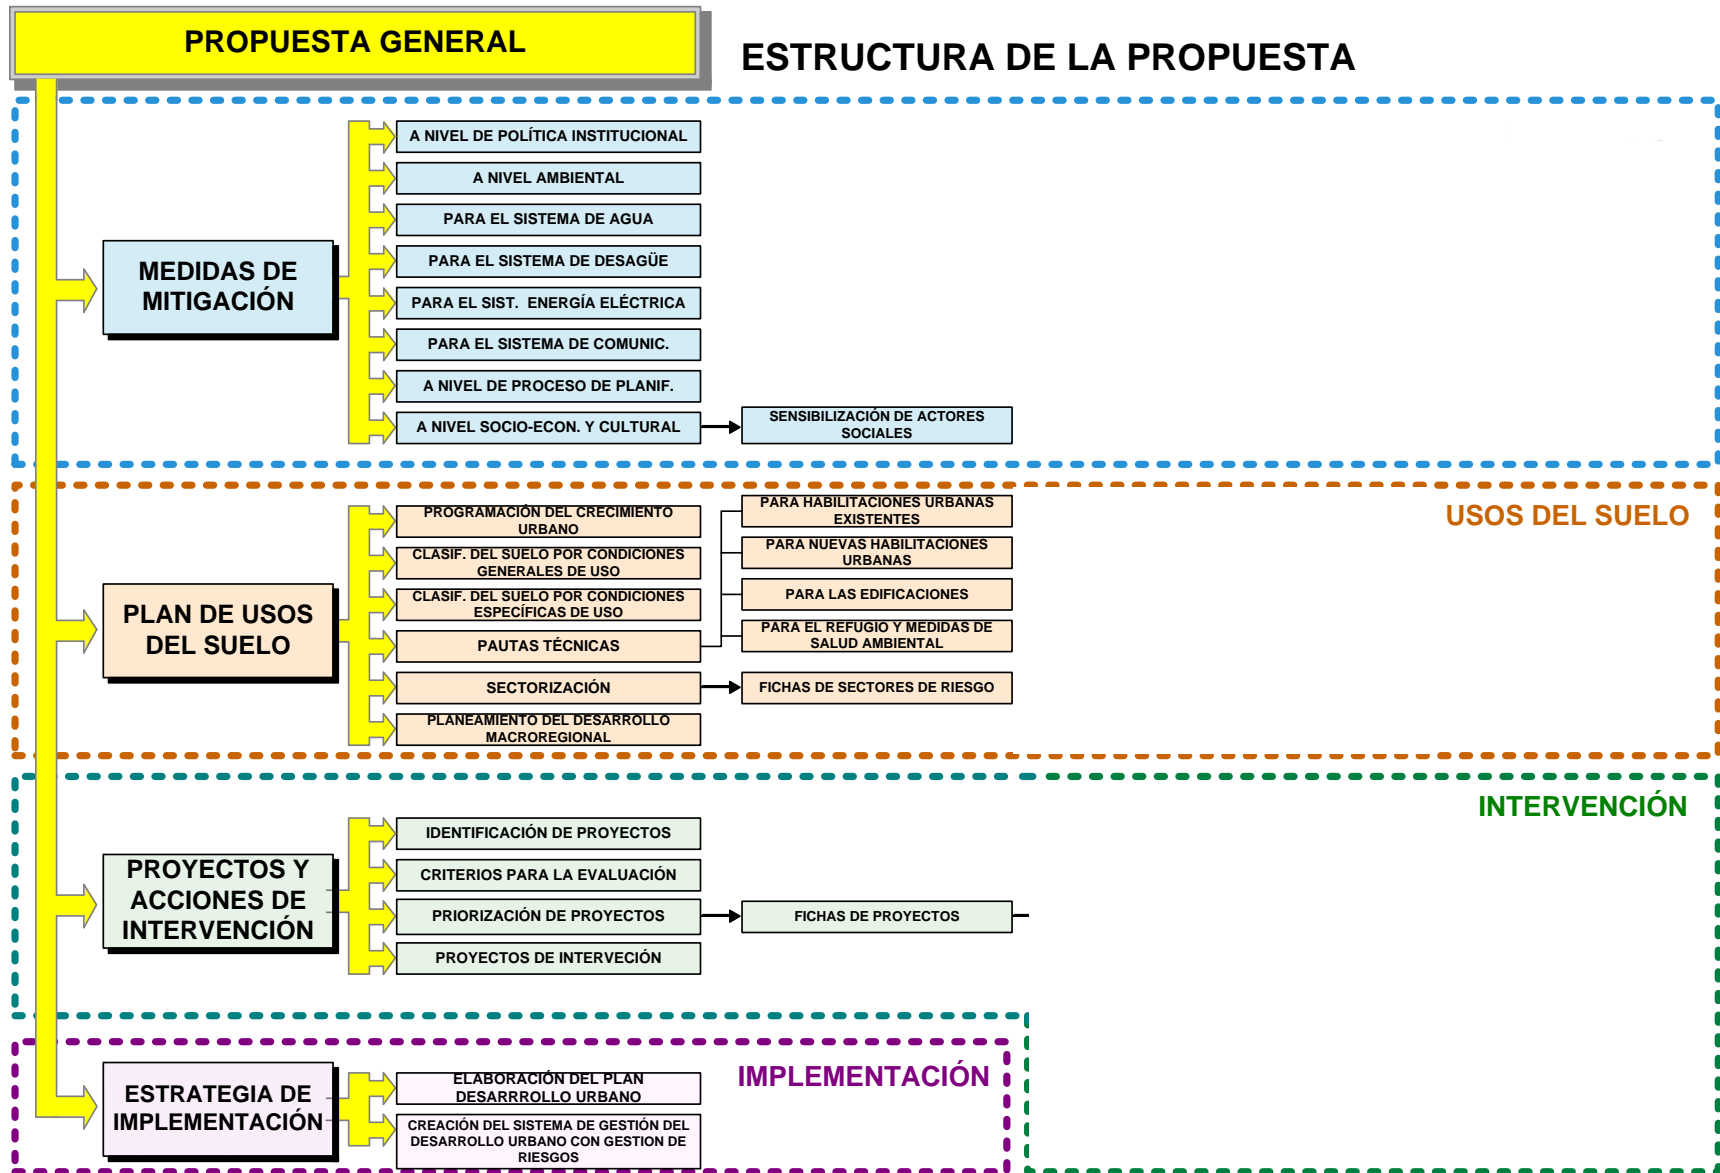 PROPUESTA GENERAL
ESTRUCTURA DE LA PROPUESTA
MEDIDAS DE
MITIGACIÓN
A NIVEL DE POLÍTICA INSTITUCIONAL
A NIVEL AMBIENTAL
PARA EL SISTEMA DE AGUA
PARA EL SISTEMA DE DESAGÜE
PARA EL SIST. ENERGÍA ELÉCTRICA
PARA EL SISTEMA DE COMUNIC.
A NIVEL DE PROCESO DE PLANIF.
A NIVEL SOCIO-ECON. Y CULTURAL
SENSIBILIZACIÓN DE ACTORES
SOCIALES
USOS DEL SUELO
PLAN DE USOS
DEL SUELO
PROGRAMACIÓN DEL CRECIMIENTO
URBANO
CLASIF. DEL SUELO POR CONDICIONES
GENERALES DE USO
CLASIF. DEL SUELO POR CONDICIONES
ESPECÍFICAS DE USO
PAUTAS TÉCNICAS
SECTORIZACIÓN
PLANEAMIENTO DEL DESARROLLO
MACROREGIONAL
PARA HABILITACIONES URBANAS
EXISTENTES
PARA NUEVAS HABILITACIONES
URBANAS
PARA LAS EDIFICACIONES
PARA EL REFUGIO Y MEDIDAS DE
SALUD AMBIENTAL
FICHAS DE SECTORES DE RIESGO
INTERVENCIÓN
PROYECTOS Y
ACCIONES DE
INTERVENCIÓN
IDENTIFICACIÓN DE PROYECTOS
CRITERIOS PARA LA EVALUACIÓN
PRIORIZACIÓN DE PROYECTOS
PROYECTOS DE INTERVECIÓN
FICHAS DE PROYECTOS
IMPLEMENTACIÓN
ESTRATEGIA DE
IMPLEMENTACIÓN
ELABORACIÓN DEL PLAN
DESARRROLLO URBANO
CREACIÓN DEL SISTEMA DE GESTIÓN DEL
DESARROLLO URBANO CON GESTION DE
RIESGOS